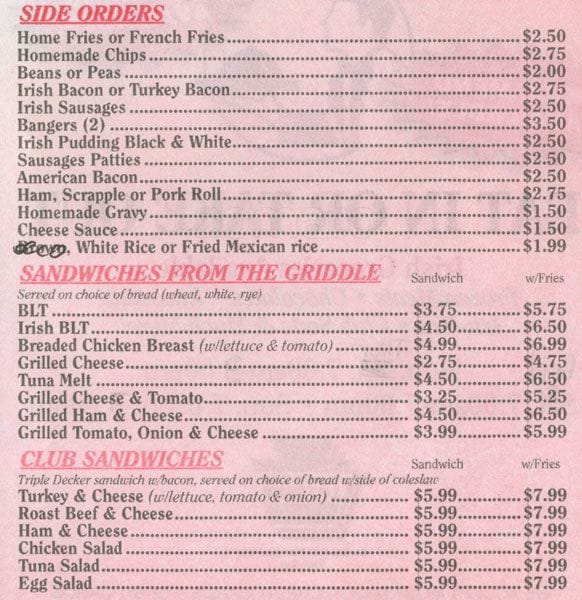 SIDE ORDERS
Home Fries or French Fries $2.50
Homemade Chips $2.75
Beans or Peas $2.00
Irish Bacon or Turkey Bacon $2.75
Irish Sausages $2.50
Bangers (2) $3.50
Irish Pudding Black & White $2.50
Sausages Patties $2.50
American Bacon $2.50
Ham, Scrapple or Pork Roll $2.75
Homemade Gravy $1.50
Cheese Sauce $1.50
, White Rice or Fried Mexican rice $1.99
SANDWICHES FROM THE GRIDDLE Sandwich w/Fries
Served on choice of bread (wheat, white, rye)
BLT $3.75 $5.75
Irish BLT $4.50 $6.50
Breaded Chicken Breast (w/lettuce & tomato) $4.99 $6.99
Grilled Cheese $2.75 $4.75
Tuna Melt $4.50 $6.50
Grilled Cheese & Tomato $3.25 $5.25
Grilled Ham & Cheese $4.50 $6.50
Grilled Tomato, Onion & Cheese $3.99 $5.99
CLUB SANDWICHES Sandwich w/Fries
Triple Decker sandwich w/bacon, served on choice of bread w/side of coleslaw
Turkey & Cheese (w/lettuce, tomato & onion) $5.99 $7.99
Roast Beef & Cheese $5.99 $7.99
Ham & Cheese $5.99 $7.99
Chicken Salad $5.99 $7.99
Tuna Salad $5.99 $7.99
Egg Salad $5.99 $7.99